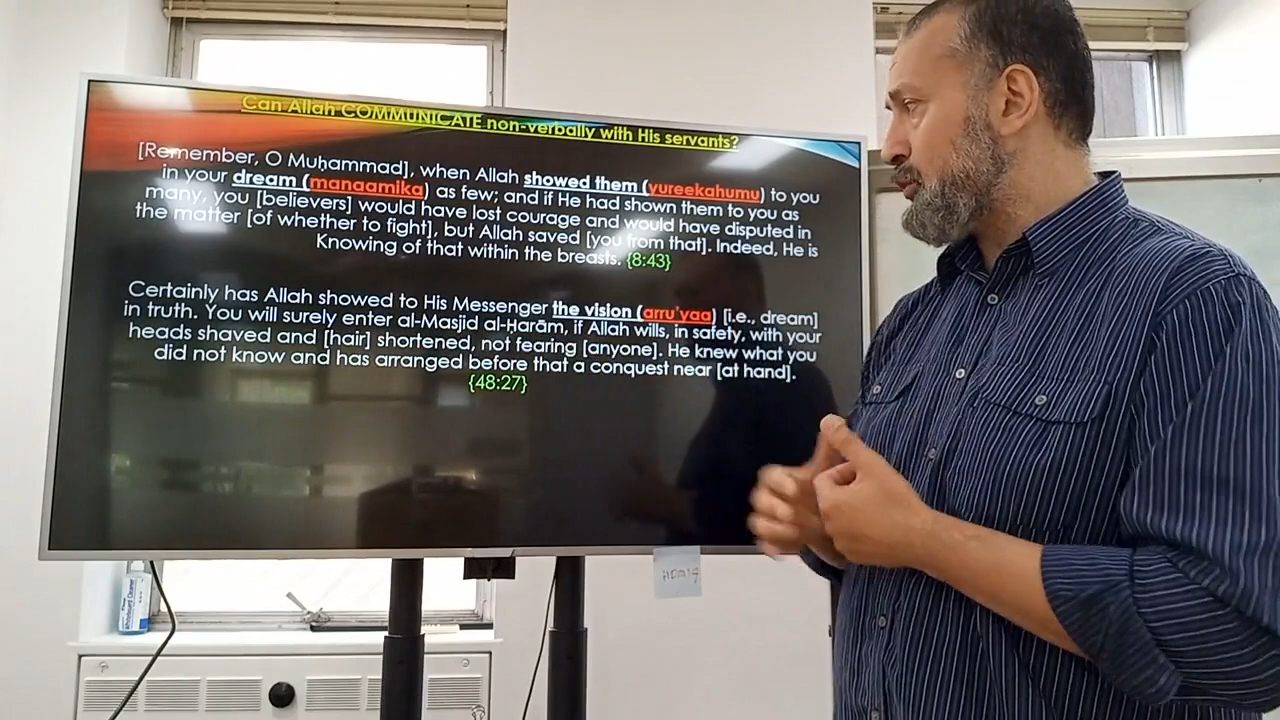 Can Allah COMMUNICATE non-verbally with His servants?
[Remember, O Muḥammad], when Allah showed them (yureekahumu) to you
in your dream (manaamika) as few; and if He had shown them to you as
many, you [believers] would have lost courage and would have disputed in
the matter [of whether to fight], but Allah saved [you from that]. Indeed, He is
Knowing of that within the breasts. {8:43}
Certainly has Allah showed to His Messenger the vision (arru'yaa) [i.e., dream]
in truth. You will surely enter al-Masjid al-Ḥarām, if Allah wills, in safety, with your
heads shaved and [hair] shortened, not fearing [anyone]. He knew what you
did not know and has arranged before that a conquest near [at hand].
{48:27}